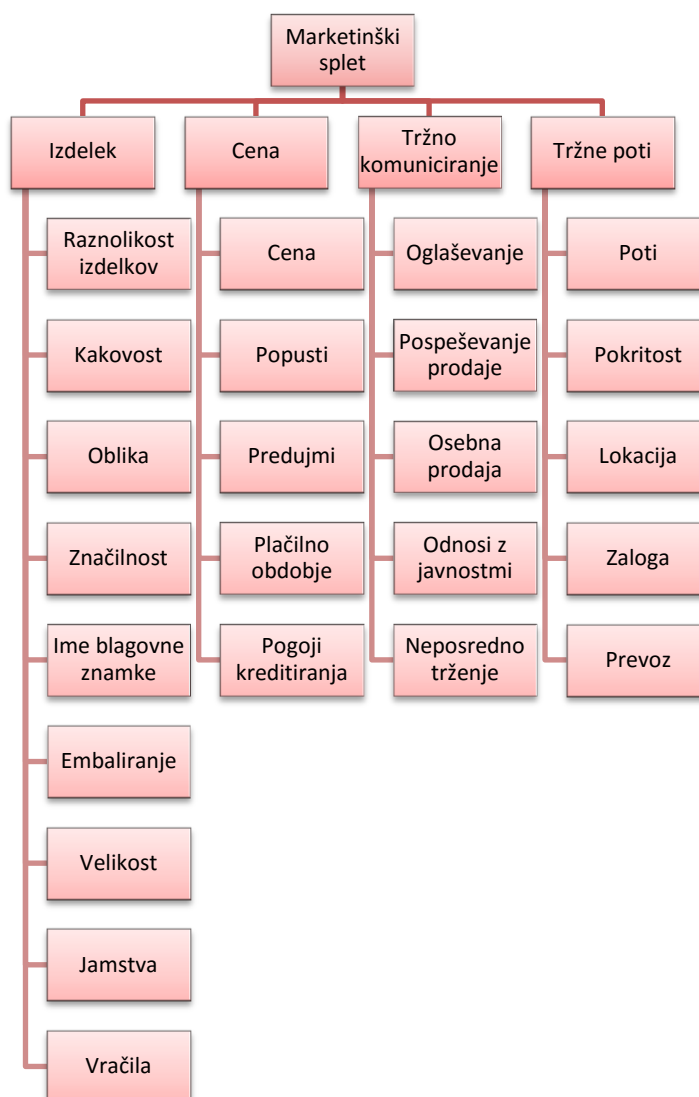 Marketinški
splet
Izdelek
Raznolikost
izdelkov
Kakovost
Oblika
Značilnost
Ime blagovne
znamke
Embaliranje
Velikost
Jamstva
Vračila
Cena
Cena
Popusti
Predujmi
Plačilno
obdobje
Pogoji
kreditiranja
Tržno
komuniciranje
Oglaševanje
Pospeševanje
prodaje
Osebna
prodaja
Odnosi z
javnostmi
Neposredno
trženje
Tržne poti
Poti
Pokritost
Lokacija
Zaloga
Prevoz